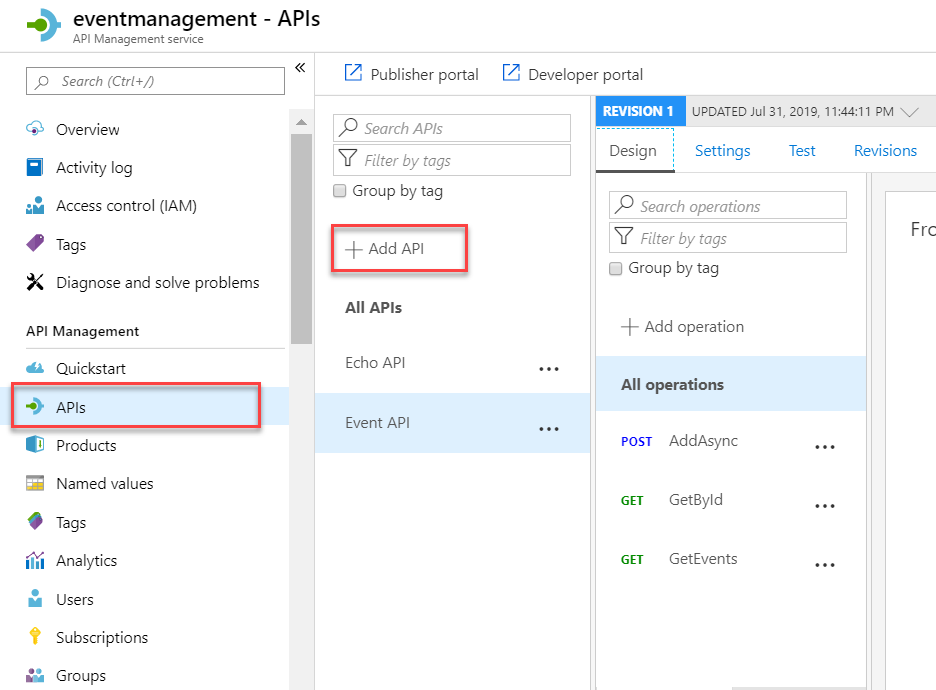 eventmanagement - APIs
API Management service
Search (Ctrl+/)
Overview
Activity log
Access control (IAM)
Tags
Diagnose and solve problems
API Management
Quickstart
APIs
Products
Named values
Tags
Analytics
Users
Subscriptions
Groups
Publisher portal
Developer portal
Search APIs
Filter by tags
Group by tag
Add API
All APIs
Echo API
Event API
REVISION 1
UPDATED Jul 31, 2019, 11:44:11 PM
Design
Settings
Test
Revisions
Search operations
Filter by tags
Group by tag
Add operation
All operations
POST AddAsync
GET GetById
GET GetEvents